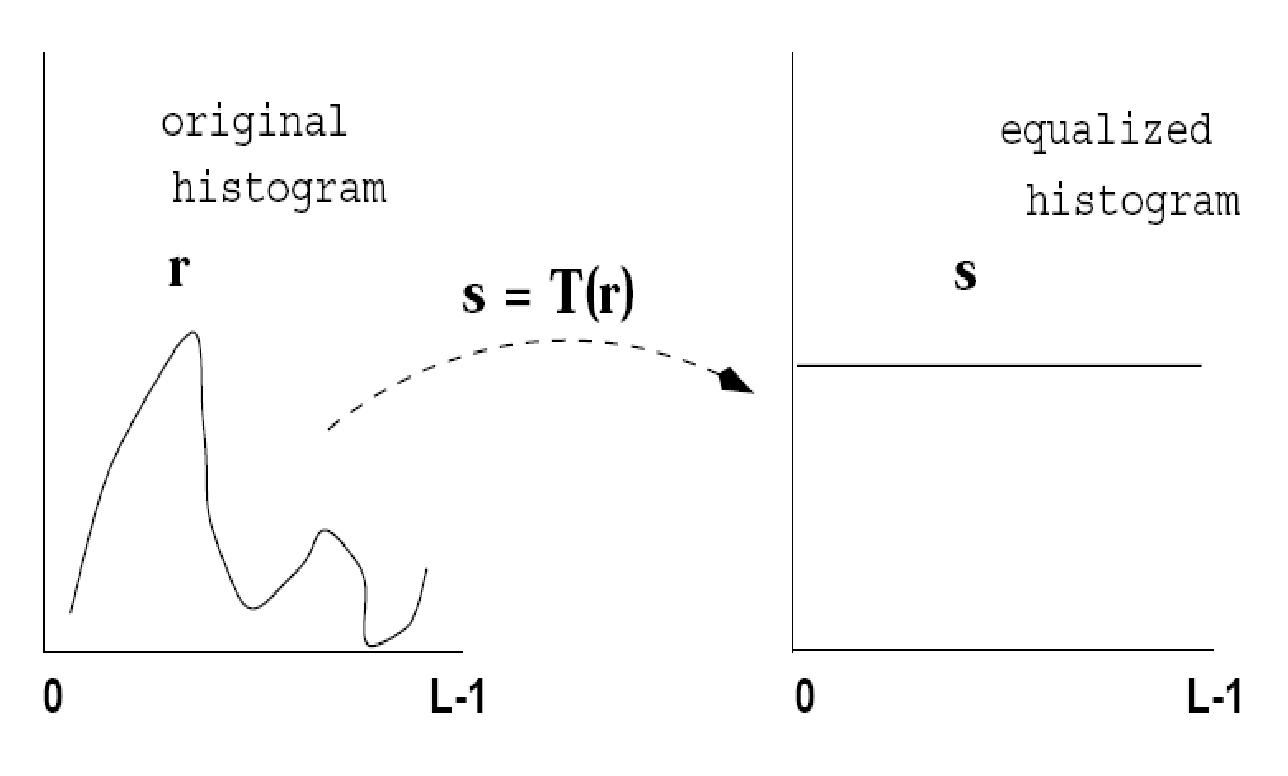 original
histogram
r
s = T(r)
equalized
histogram
s
0
L-1
0
L-1